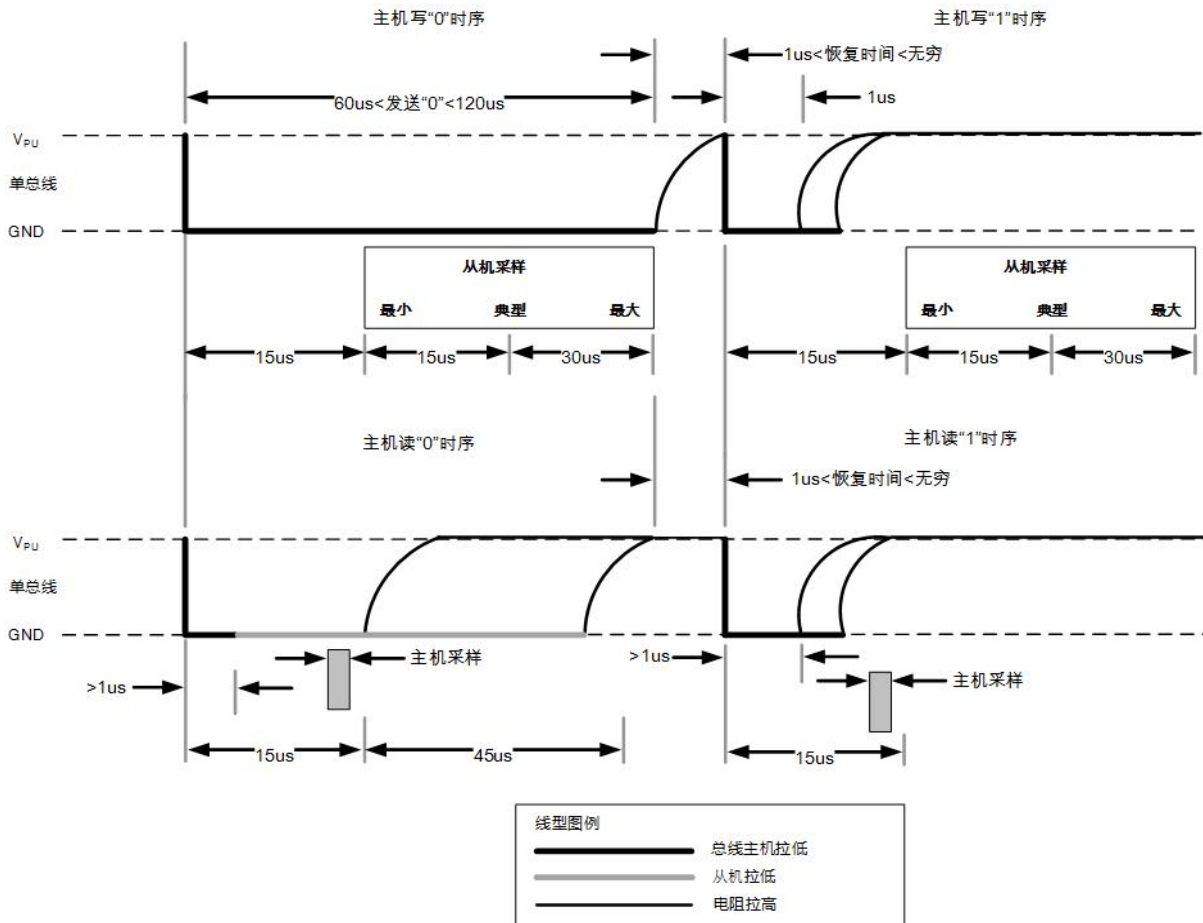 主机写“0”时序
主机写“1”时序
1us<恢复时间<无穷
60us<发送“0”<120us
1us
VPU
单总线
GND
从机采样
最小 典型 最大
从机采样
最小 典型 最大
15us 15us 30us
15us 15us 30us
主机读“0”时序
主机读“1”时序
1us<恢复时间<无穷
VPU
单总线
GND
主机采样
>1us
>1us
主机采样
15us 45us
15us
线型图例
总线主机拉低
从机拉低
电阻拉高